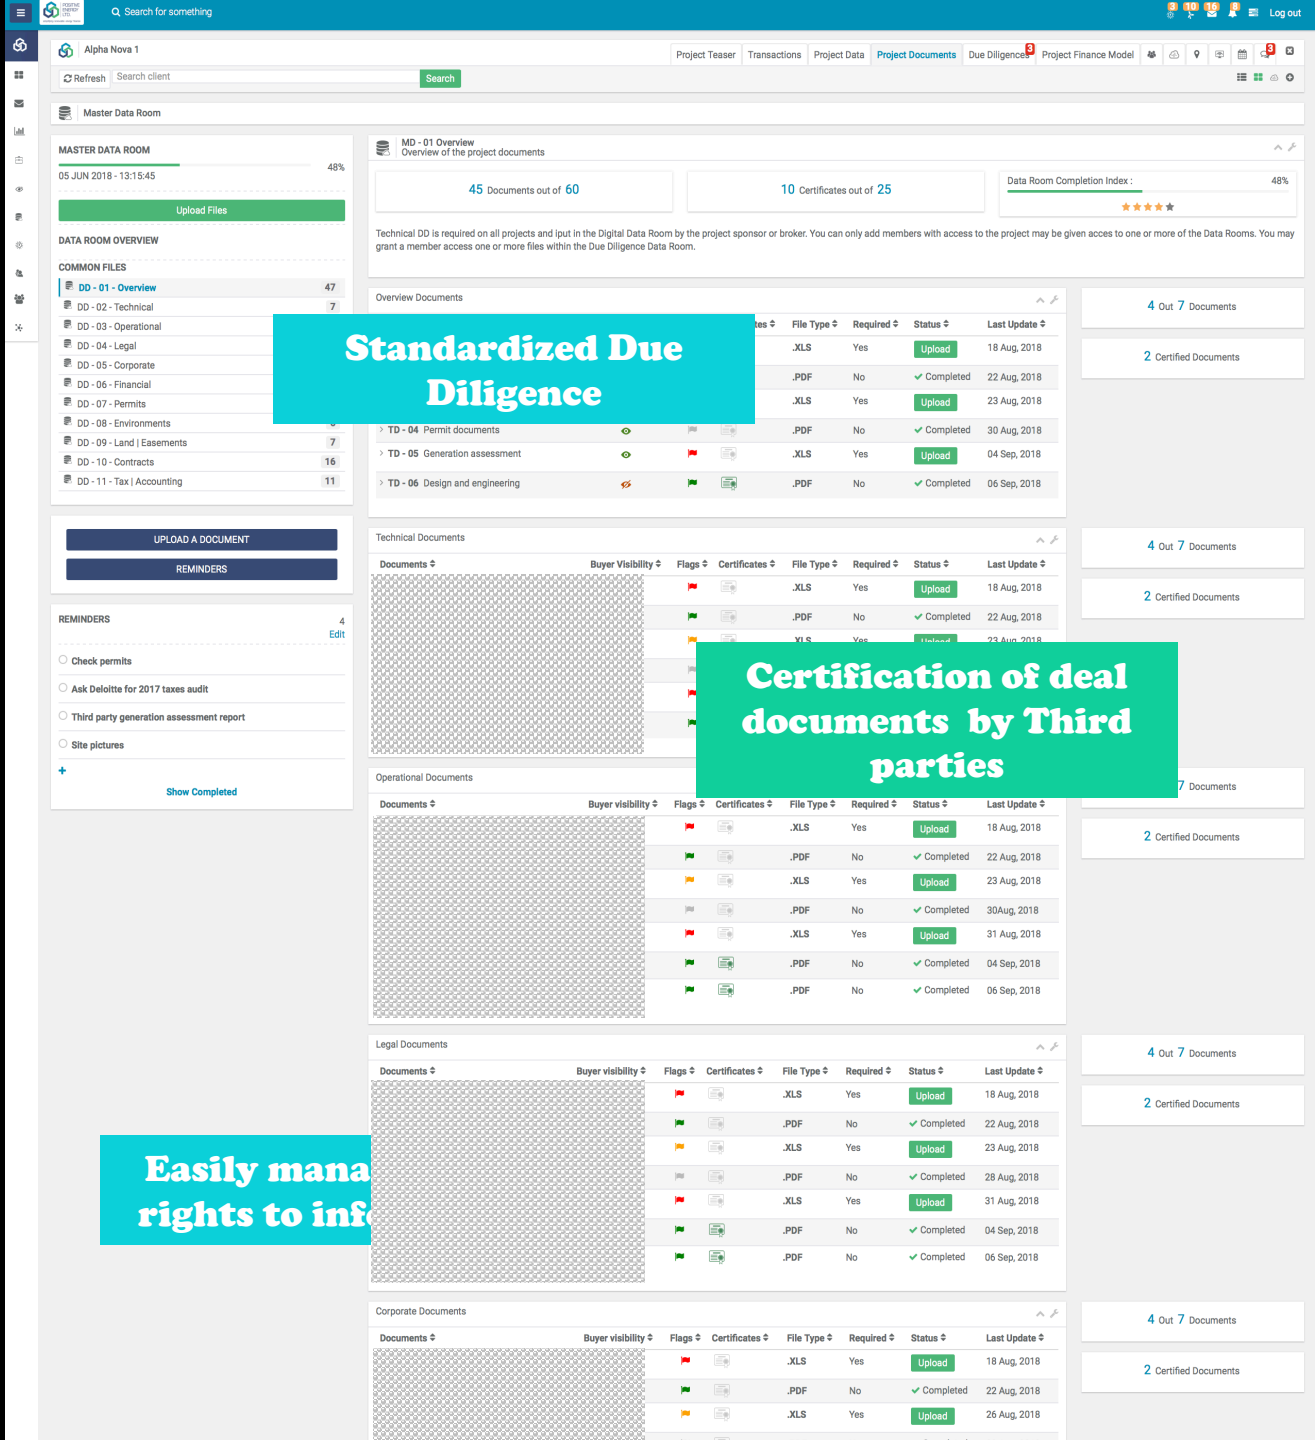 POSITIVE ENERGY LTD
Search for something
3 10 16 8 Log out
Alpha Nova 1
Project Teaser Transactions Project Data Project Documents Due Diligences 3 Project Finance Model 3
Refresh Search client Search
Master Data Room
MASTER DATA ROOM
48%
05 JUN 2018 - 13:15:45
Upload Files
DATA ROOM OVERVIEW
COMMON FILES
DD - 01 - Overview 47
DD - 02 - Technical 7
DD - 03 - Operational
DD - 04 - Legal
DD - 05 - Corporate
DD - 06 - Financial
DD - 07 - Permits
DD - 08 - Environments
DD - 09 - Land | Easements 7
DD - 10 - Contracts 16
DD - 11 - Tax | Accounting 11
UPLOAD A DOCUMENT
REMINDERS
REMINDERS 4
Edit
Check permits
Ask Deloitte for 2017 taxes audit
Third party generation assessment report
Site pictures
+
Show Completed
MD - 01 Overview
Overview of the project documents
45 Documents out of 60
10 Certificates out of 25
Data Room Completion Index : 48%
Technical DD is required on all projects and iput in the Digital Data Room by the project sponsor or broker. You can only add members with access to the project may be given acces to one or more of the Data Rooms. You may
grant a member access one or more files within the Due Diligence Data Room.
Overview Documents
File Type Required Status Last Update
.XLS Yes Upload 18 Aug, 2018
.PDF No Completed 22 Aug, 2018
.XLS Yes Upload 23 Aug, 2018
> TD - 04 Permit documents .PDF No Completed 30 Aug, 2018
> TD - 05 Generation assessment .XLS Yes Upload 04 Sep, 2018
> TD - 06 Design and engineering .PDF No Completed 06 Sep, 2018
4 Out 7 Documents
2 Certified Documents
Standardized Due
Diligence
Technical Documents
Documents Buyer Visibility Flags Certificates File Type Required Status Last Update
.XLS Yes Upload 18 Aug, 2018
.PDF No Completed 22 Aug, 2018
.XLS Yes Upload 23 Aug, 2018
4 Out 7 Documents
2 Certified Documents
Certification of deal
documents by Third
parties
Operational Documents
Documents Buyer visibility Flags Certificates File Type Required Status Last Update
.XLS Yes Upload 18 Aug, 2018
.PDF No Completed 22 Aug, 2018
.XLS Yes Upload 23 Aug, 2018
.PDF No Completed 30Aug, 2018
.XLS Yes Upload 31 Aug, 2018
.PDF No Completed 04 Sep, 2018
.PDF No Completed 06 Sep, 2018
7 Documents
2 Certified Documents
Legal Documents
Documents Buyer visibility Flags Certificates File Type Required Status Last Update
.XLS Yes Upload 18 Aug, 2018
.PDF No Completed 22 Aug, 2018
.XLS Yes Upload 23 Aug, 2018
.PDF No Completed 28 Aug, 2018
.XLS Yes Upload 31 Aug, 2018
.PDF No Completed 04 Sep, 2018
.PDF No Completed 06 Sep, 2018
4 Out 7 Documents
2 Certified Documents
Easily mana
rights to inf
Corporate Documents
Documents Buyer visibility Flags Certificates File Type Required Status Last Update
.XLS Yes Upload 18 Aug, 2018
.PDF No Completed 22 Aug, 2018
.XLS Yes Upload 26 Aug, 2018
4 Out 7 Documents
2 Certified Documents